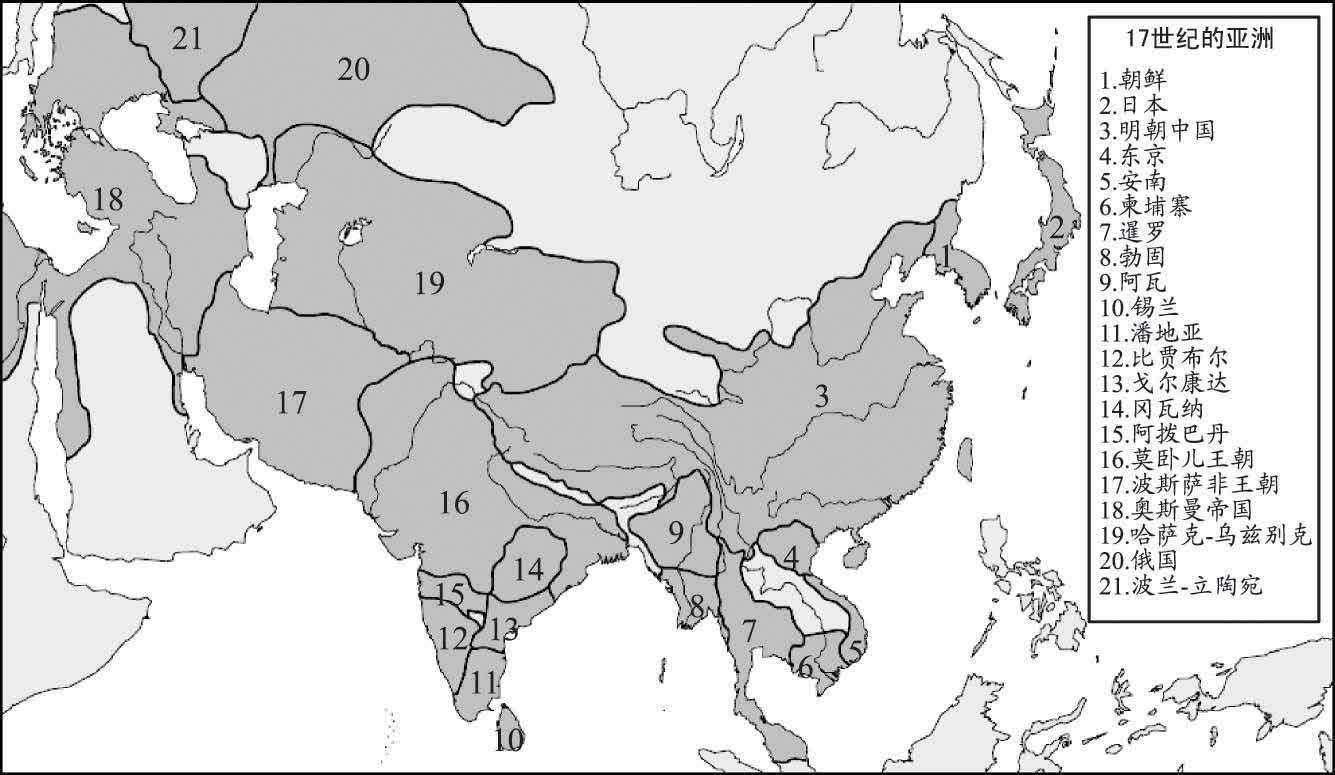 17世纪的亚洲
1.朝鲜
2.日本
3.明朝中国
4.东京
5.安南
6.柬埔寨
7.暹罗
8.勃固
9.阿瓦
10.锡兰
11.潘地亚
12.比贾布尔
13.戈尔康达
14.冈瓦纳
15.阿拨巴丹
16.莫卧儿王朝
17.波斯萨非王朝
18.奥斯曼帝国
19.哈萨克-乌兹别克
20.俄国
21.波兰-立陶宛
21
20
18
19
17
16
1
2
3
9
4
14
15
8
13
12
7
5
6
11
10